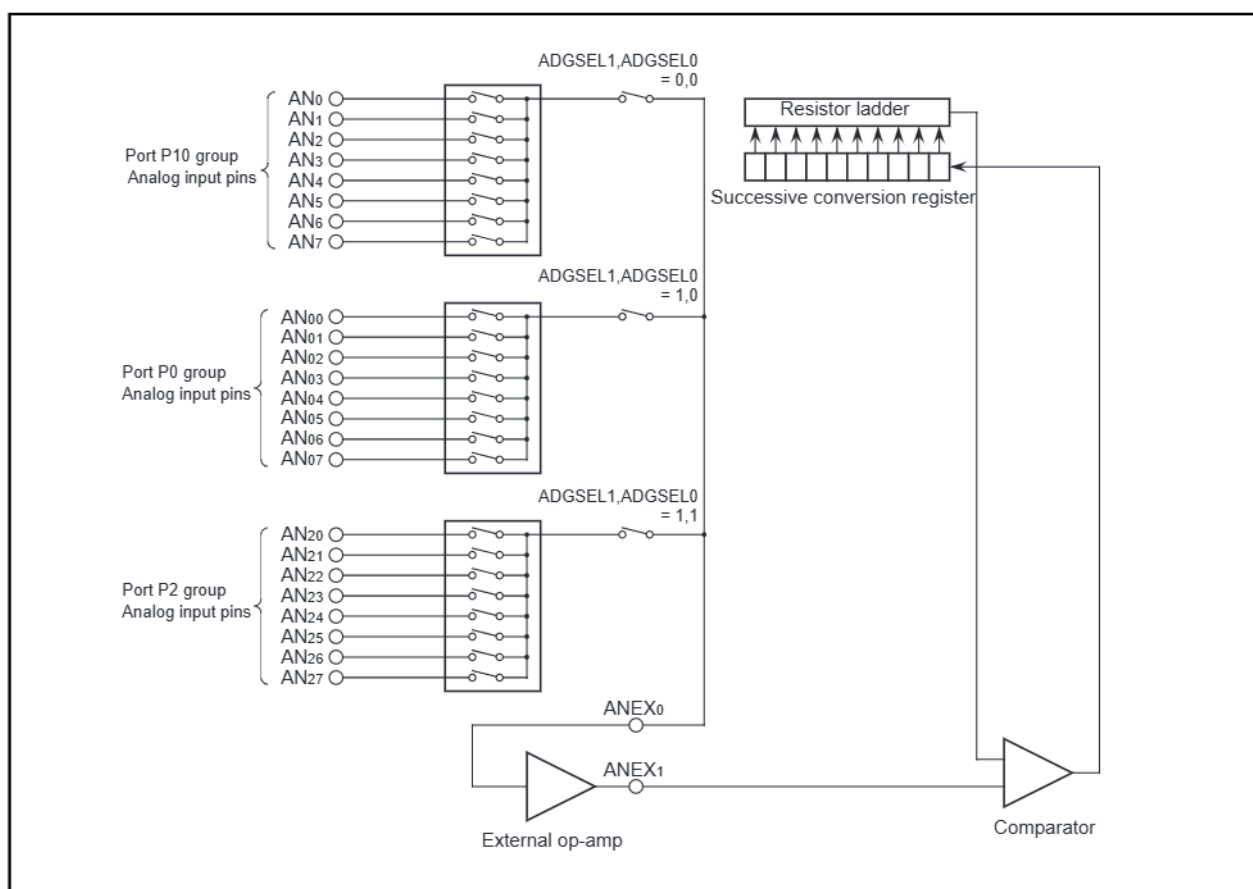 ADGSEL1,ADGSEL0
= 0,0
Port P10 group
Analog input pins
AN0
AN1
AN2
AN3
AN4
AN5
AN6
AN7
Resistor ladder
Successive conversion register
ADGSEL1,ADGSEL0
= 1,0
Port P0 group
Analog input pins
AN00
AN01
AN02
AN03
AN04
AN05
AN06
AN07
ADGSEL1,ADGSEL0
= 1,1
Port P2 group
Analog input pins
AN20
AN21
AN22
AN23
AN24
AN25
AN26
AN27
ANEX0
ANEX1
External op-amp
Comparator